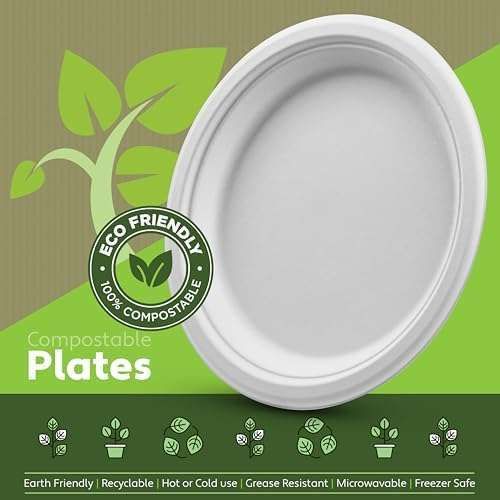 ECO FRIENDLY
100% COMPOSTABLE
Compostable
Plates
Earth Friendly | Recyclable | Hot or Cold use | Grease Resistant | Microwavable | Freezer Safe